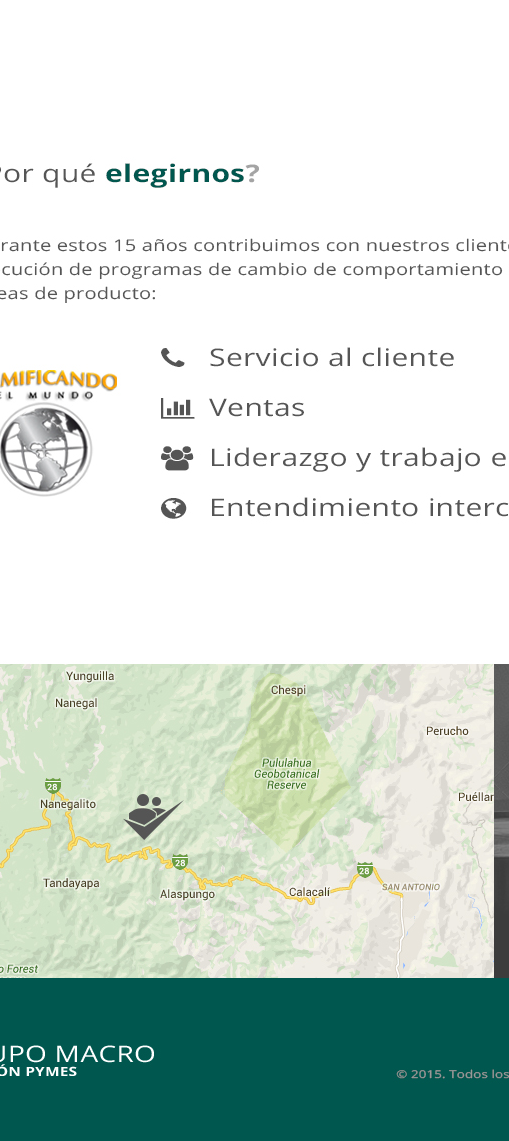 Por qué elegirnos?
rante estos 15 años contribuimos con nuestros
cución de programas de cambio de comportamiento
eas de producto:
MIFICANDO
EL MUNDO
Servicio al cliente
Ventas
Liderazgo y trabajo e
Entendimiento interc
Yunguilla
Chespi
Nanegal
Perucho
Pululahua
Geobotanical
Reserve
28
Puéllar
Nanegalito
28
28
Tandayapa
Alaspungo
Calacalí
SAN ANTONIO
o Forest
UPO MACRO
ÓN PYMES
© 2015. Todos los